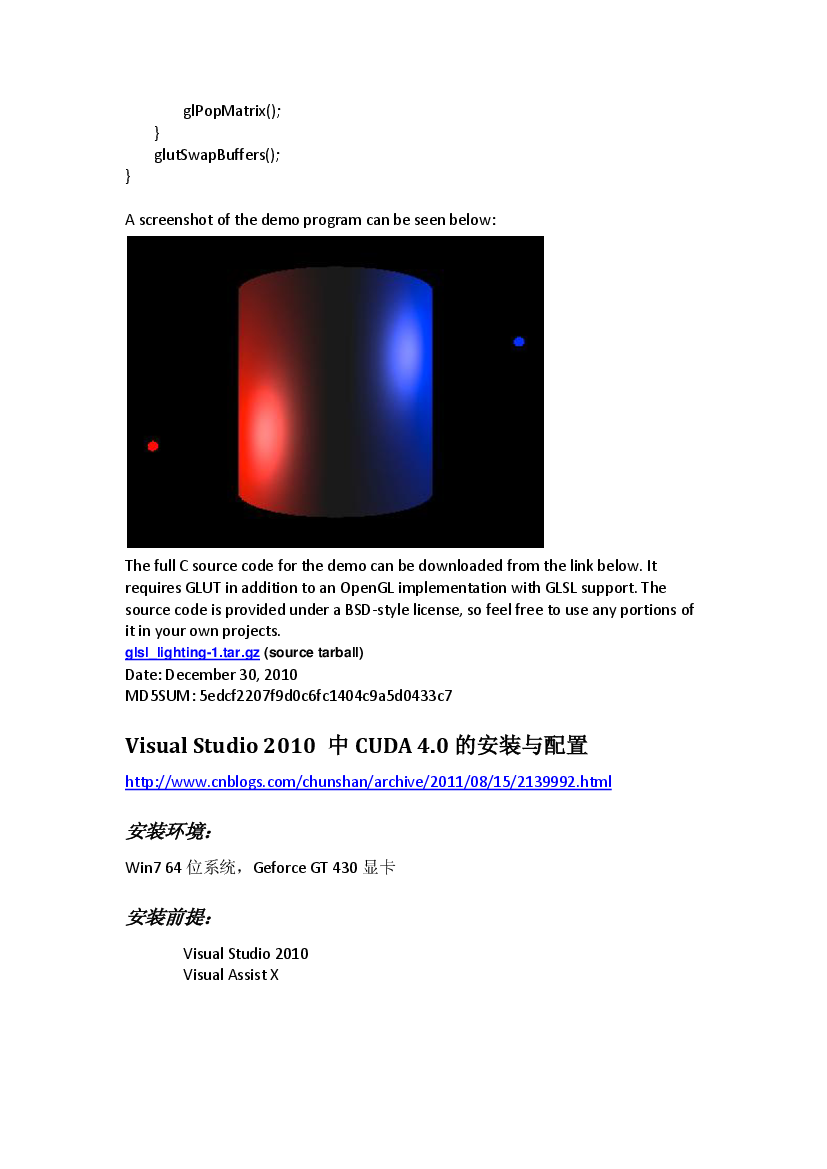 glPopMatrix();
}
glutSwapBuffers();
}
A screenshot of the demo program can be seen below:
The full C source code for the demo can be downloaded from the link below. It
requires GLUT in addition to an OpenGL implementation with GLSL support. The
source code is provided under a BSD-style license, so feel free to use any portions of
it in your own projects.
glsl_lighting-1.tar.gz (source tarball)
Date: December 30, 2010
MD5SUM: 5edcf2207f9d0c6fc1404c9a5d0433c7
Visual Studio 2010 中 CUDA 4.0 的安装与配置
http://www.cnblogs.com/chunshan/archive/2011/08/15/2139992.html
安装环境：
Win7 64 位系统，Geforce GT 430 显卡
安装前提：
Visual Studio 2010
Visual Assist X